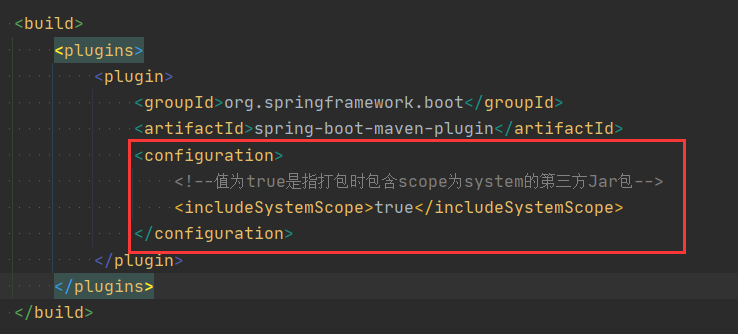 <build>
<plugins>
<plugin>
<groupId>org.springframework.boot</groupId>
<artifactId>spring-boot-maven-plugin</artifactId>
<configuration>
<!--值为true是指打包时包含scope为system的第三方Jar包-->
<includeSystemScope>true</includeSystemScope>
</configuration>
</plugin>
</plugins>
</build>